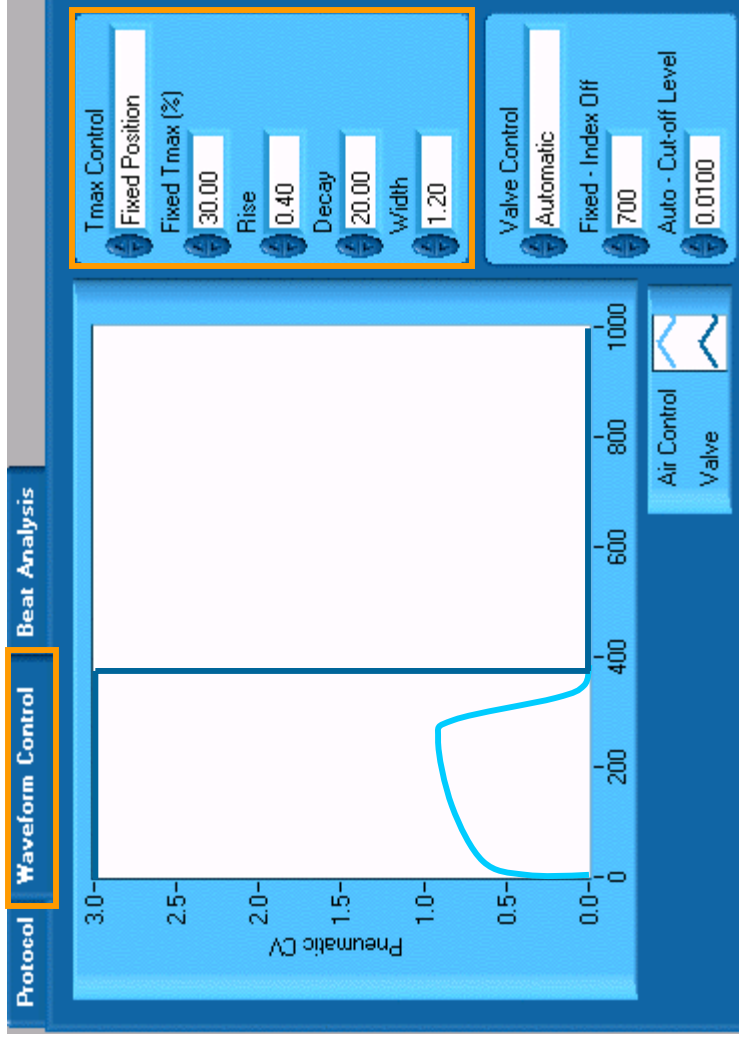 Protocol Waveform Control Beat Analysis
Pneumatic CV
3.0
2.5
2.0
1.5
1.0
0.5
0.0
0 200 400 600 800 1000
Tmax Control
Fixed Position
Fixed Tmax (%)
30.00
Rise
0.40
Decay
20.00
Width
1.20
Valve Control
Automatic
Fixed - Index Off
700
Auto - Cut-off Level
0.0100
Air Control
Valve